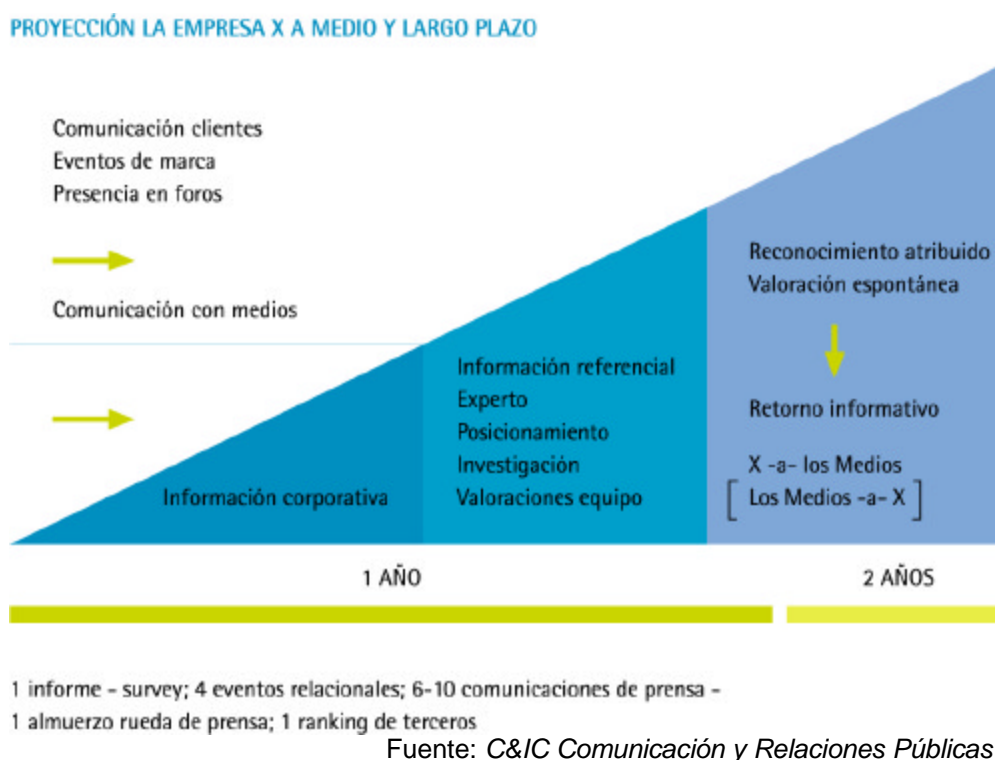 PROYECCIÓN LA EMPRESA X A MEDIO Y LARGO PLAZO
Comunicación clientes
Eventos de marca
Presencia en foros
Comunicación con medios
Información corporativa
Información referencial
Experto
Posicionamiento
Investigación
Valoraciones equipo
Reconocimiento atribuido
Valoración espontánea
Retorno informativo
X -a- los Medios
[ Los Medios -a- X ]
1 AÑO
2 AÑOS
1 informe - survey; 4 eventos relacionales; 6-10 comunicaciones de prensa -
1 almuerzo rueda de prensa; 1 ranking de terceros
Fuente: C&IC Comunicación y Relaciones Públicas